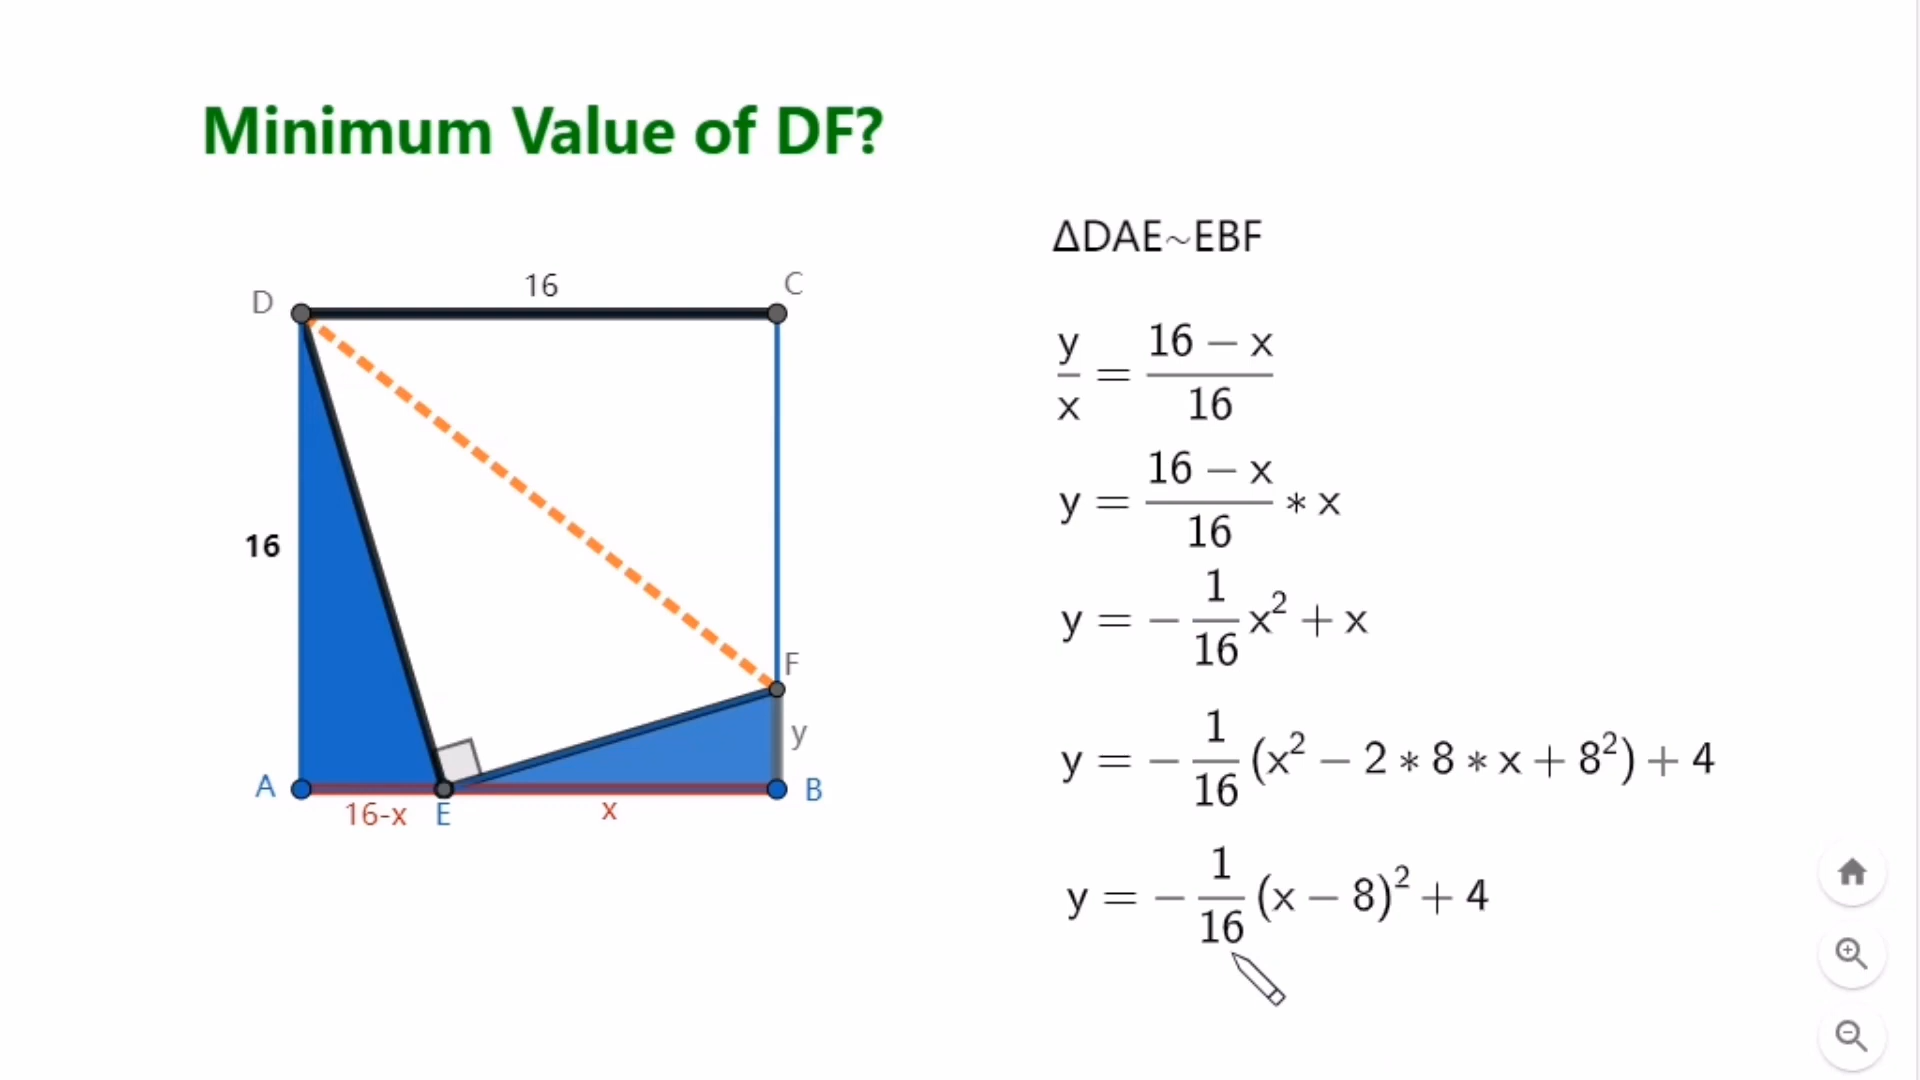 Minimum Value of DF?
D
16
C
16
F
y
A
16-x
E
x
B
ΔDAE~EBF
y/x = (16 − x)/16
y = (16 − x)/16 * x
y = − 1/16 x² + x
y = − 1/16 (x² − 2 * 8 * x + 8²) + 4
y = − 1/16 (x − 8)² + 4